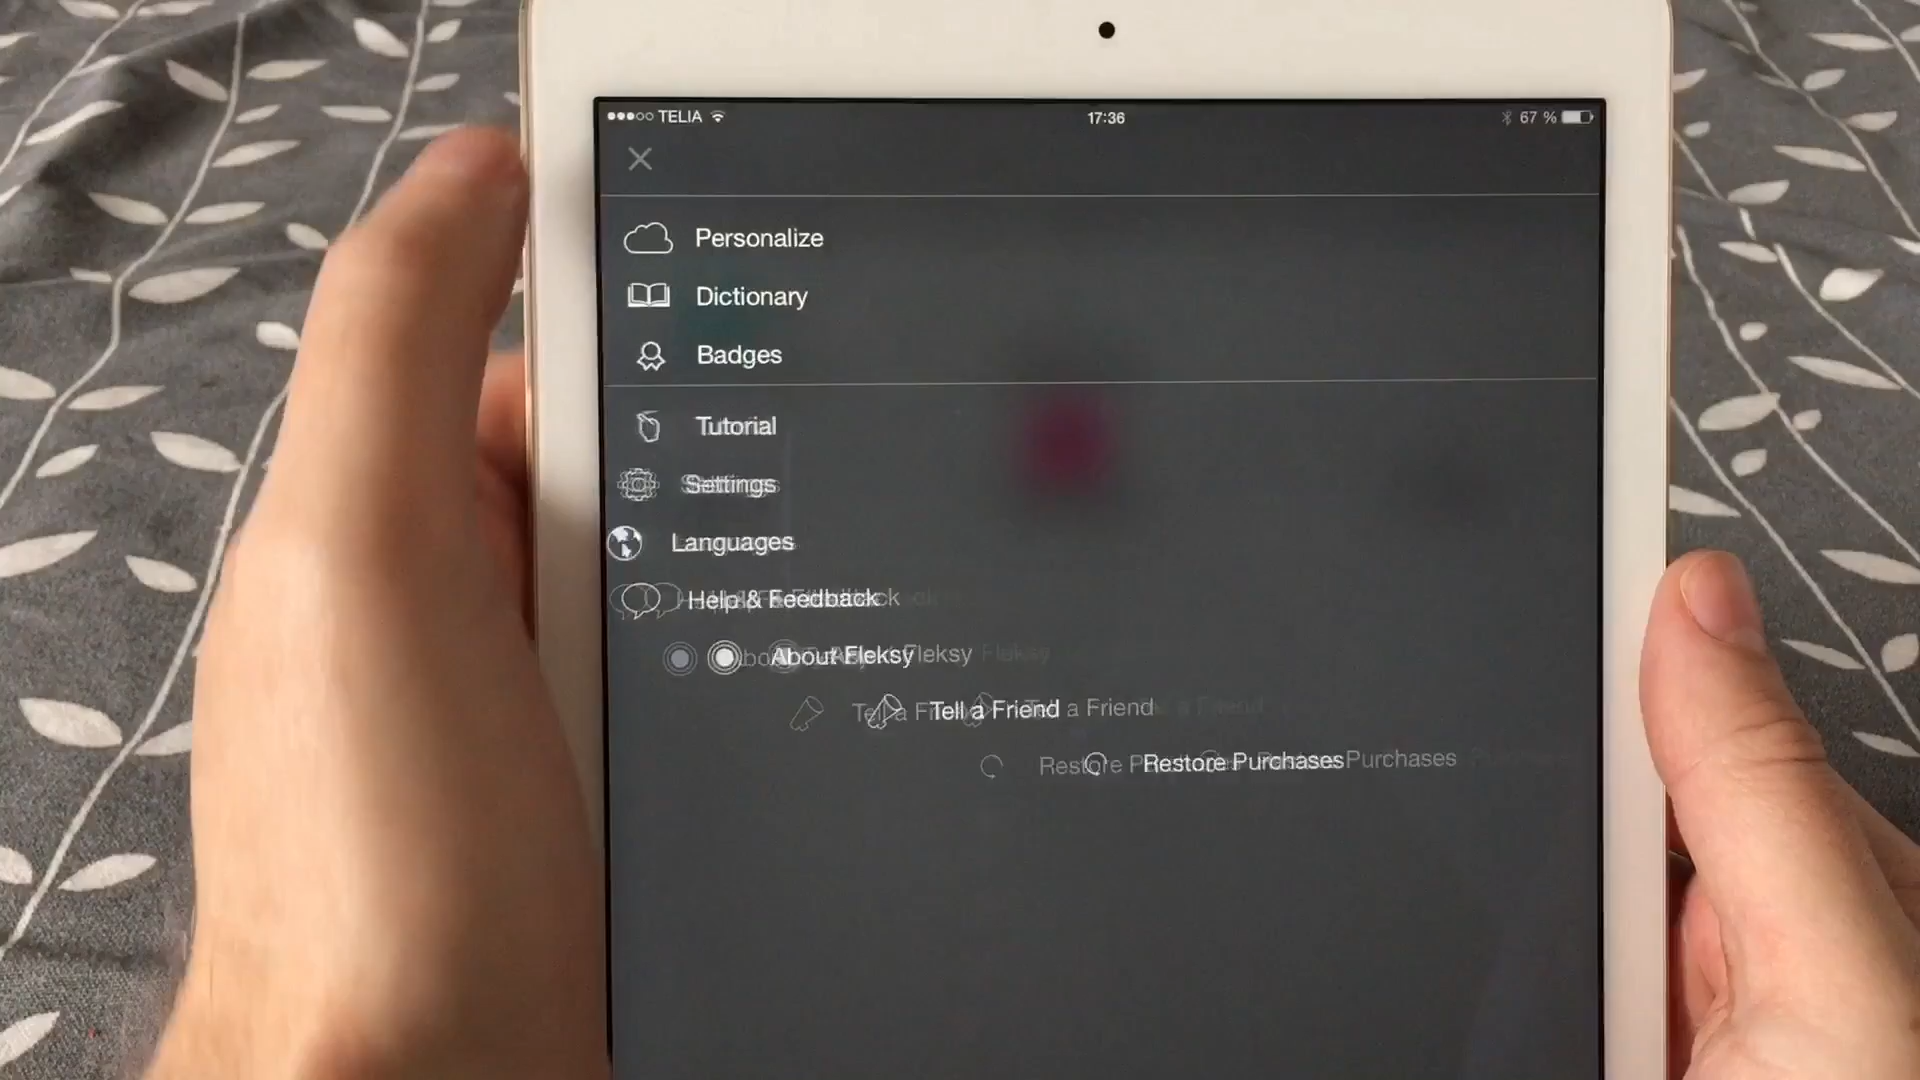 TELIA 17:36 67 %
Personalize
Dictionary
Badges
Tutorial
Settings
Languages
Help & Feedback
About Fleksy
Tell a Friend
Restore Purchases